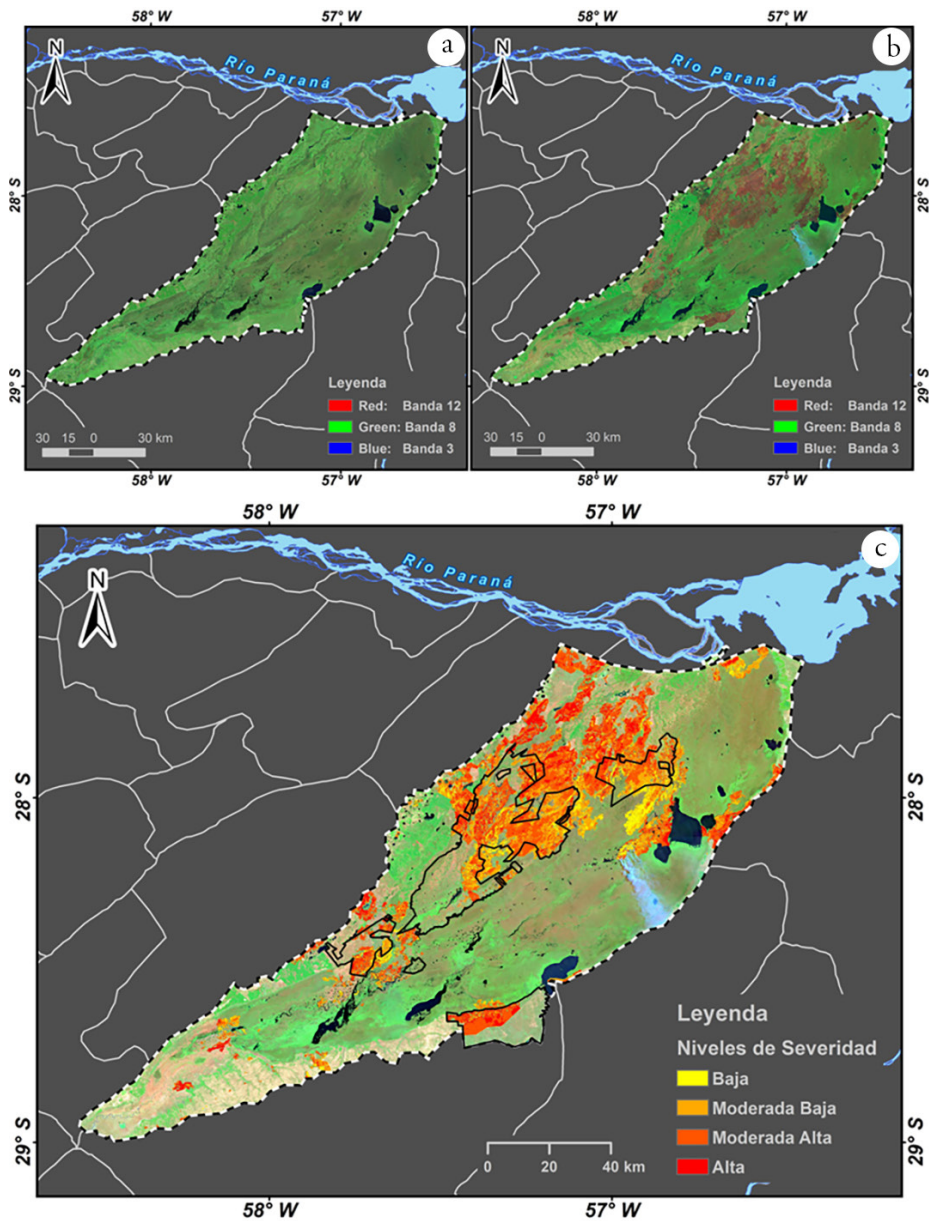 58° W
57° W
58° W
57° W
N
a
Río Paraná
28° S
29° S
Leyenda
Red: Banda 12
Green: Banda 8
Blue: Banda 3
30 15 0 30 km
58° W
57° W
N
b
Río Paraná
28° S
29° S
Leyenda
Red: Banda 12
Green: Banda 8
Blue: Banda 3
30 15 0 30 km
58° W
57° W
58° W
57° W
N
c
Río Paraná
28° S
28° S
29° S
29° S
Leyenda
Niveles de Severidad
Baja
Moderada Baja
Moderada Alta
Alta
0 20 40 km
58° W
57° W